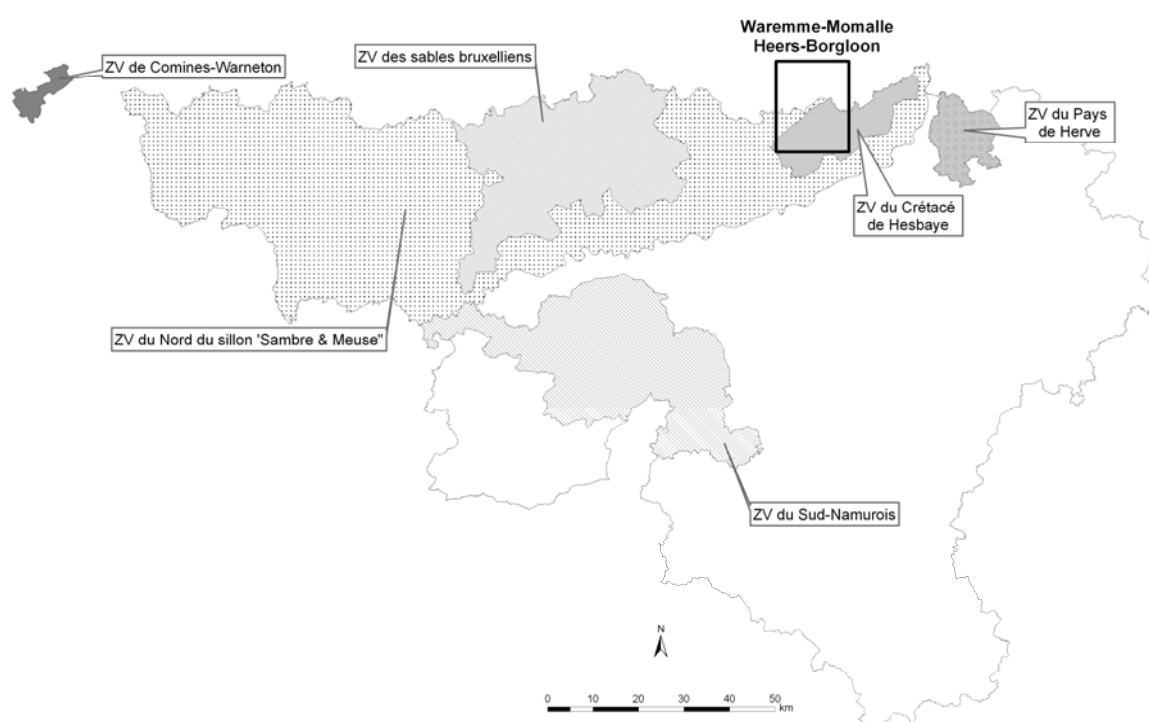 Waremme-Momalle
Heers-Borgloon
ZV des sables bruxelliens
ZV de Comines-Warneton
ZV du Pays
de Herve
ZV du Crétacé
de Hesbaye
ZV du Nord du sillon 'Sambre & Meuse"
ZV du Sud-Namurois
N
0 10 20 30 40 50
km